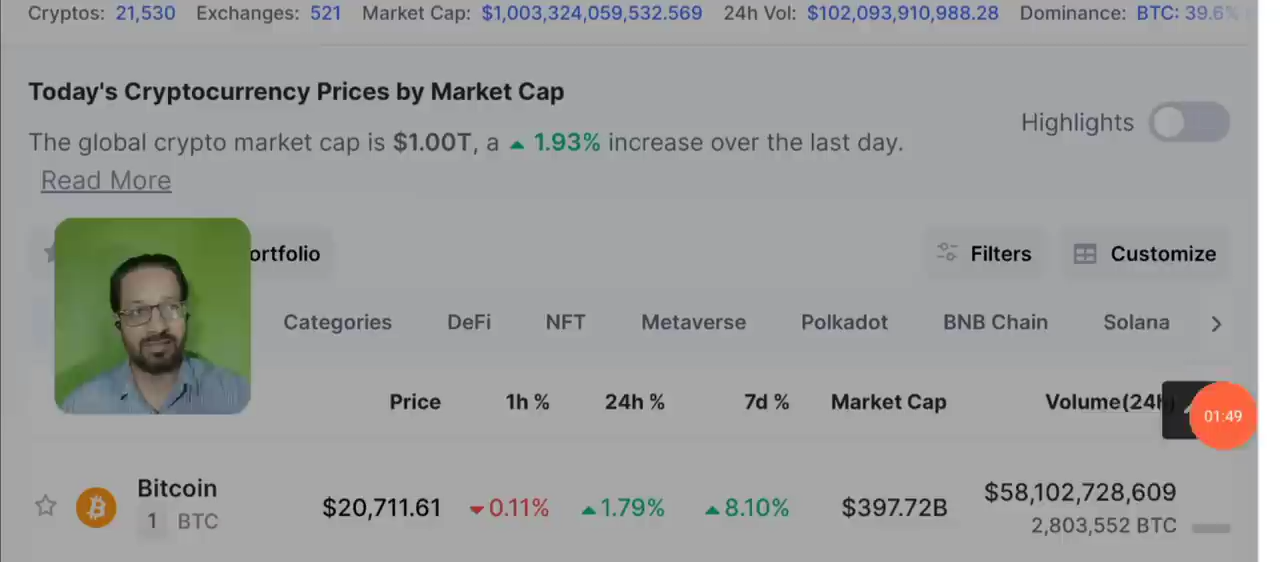 Cryptos: 21,530 Exchanges: 521 Market Cap: $1,003,324,059,532.569 24h Vol: $102,093,910,988.28 Dominance: BTC: 39.6%
Today's Cryptocurrency Prices by Market Cap
The global crypto market cap is $1.00T, a ▲ 1.93% increase over the last day.
Highlights
Read More
ortfolio Filters Customize
Categories DeFi NFT Metaverse Polkadot BNB Chain Solana
Price 1h % 24h % 7d % Market Cap Volume(24h)
01:49
Bitcoin
1 BTC
$20,711.61 ▼0.11% ▲1.79% ▲8.10% $397.72B $58,102,728,609
2,803,552 BTC